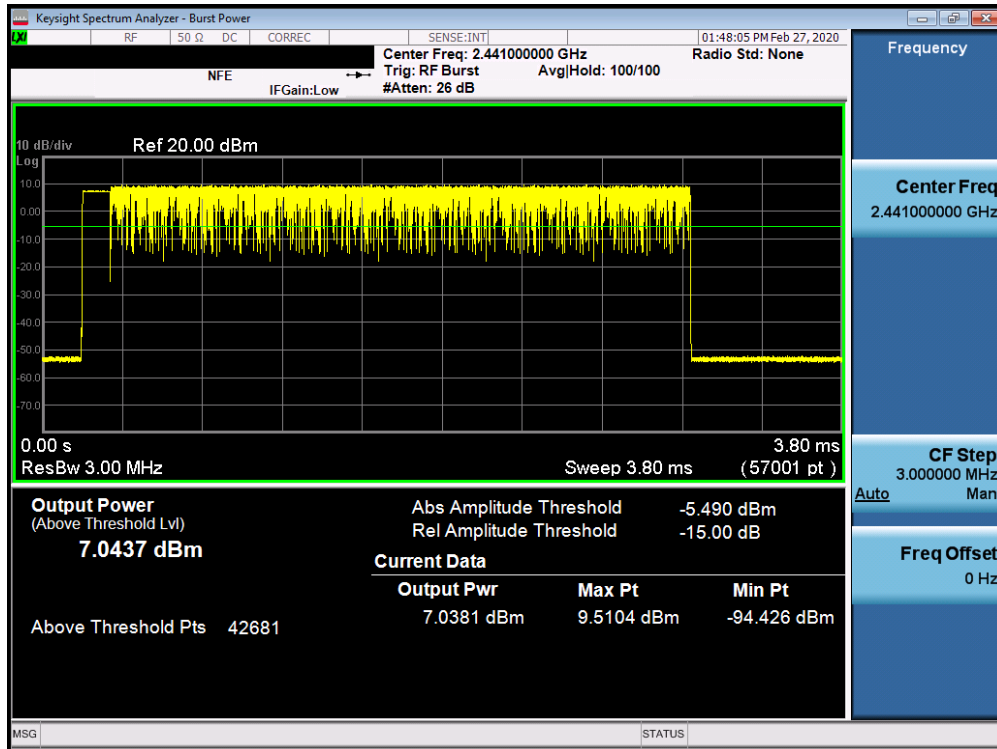 Keysight Spectrum Analyzer - Burst Power
LXI RF 50 Ω DC CORREC SENSE:INT 01:48:05 PM Feb 27, 2020
Center Freq: 2.441000000 GHz Radio Std: None
NFE Trig: RF Burst Avg|Hold: 100/100
IFGain:Low #Atten: 26 dB
10 dB/div Ref 20.00 dBm
Log
10.0
0.00
-10.0
-20.0
-30.0
-40.0
-50.0
-60.0
-70.0
0.00 s 3.80 ms
ResBw 3.00 MHz Sweep 3.80 ms (57001 pt )
Output Power
(Above Threshold Lvl)
7.0437 dBm
Above Threshold Pts 42681
Abs Amplitude Threshold -5.490 dBm
Rel Amplitude Threshold -15.00 dB
Current Data
Output Pwr Max Pt Min Pt
7.0381 dBm 9.5104 dBm -94.426 dBm
MSG STATUS
Frequency
Center Freq
2.441000000 GHz
CF Step
3.000000 MHz
Auto Man
Freq Offset
0 Hz